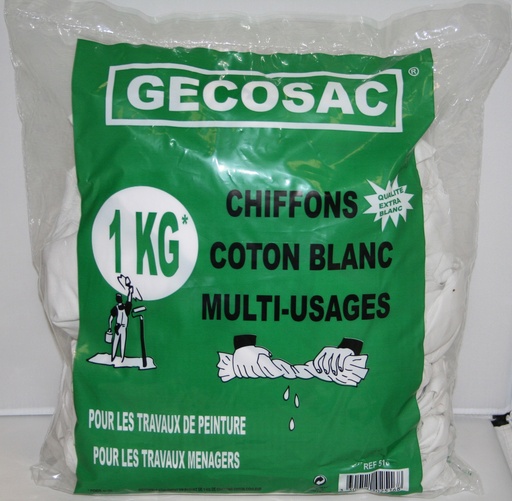 GECOSAC ®
QUALITE
EXTRA
BLANC
CHIFFONS
1 KG*
COTON BLANC
MULTI-USAGES
POUR LES TRAVAUX DE PEINTURE
POUR LES TRAVAUX MENAGERS